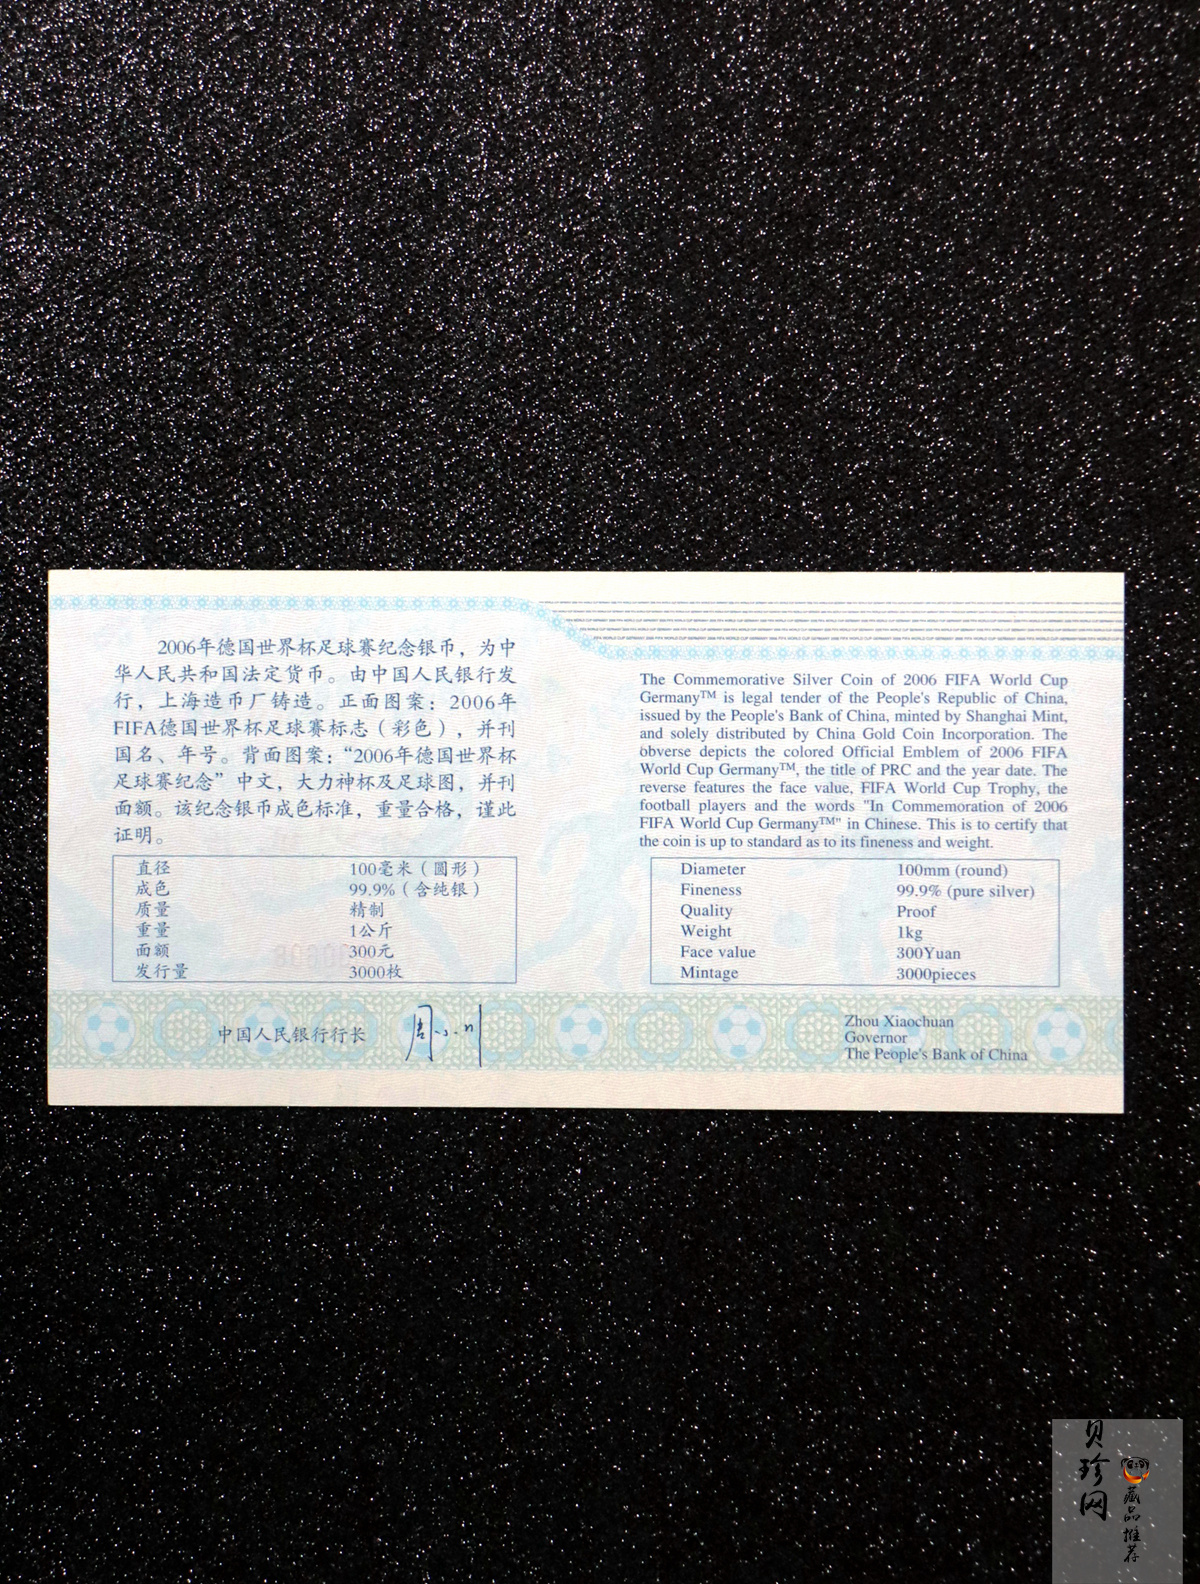 2006年德国世界杯足球赛纪念银币，为中
华人民共和国法定货币。由中国人民银行发
行，上海造币厂铸造。正面图案：2006年
FIFA德国世界杯足球赛标志（彩色），并刊
国名、年号。背面图案：“2006年德国世界杯
足球赛纪念”中文，大力神杯及足球图，并刊
面额。该纪念银币成色标准，重量合格，谨此
证明。
直径 100毫米（圆形）
成色 99.9%（含纯银）
质量 精制
重量 1公斤
面额 300元
发行量 3000枚
中国人民银行行长 周小川
The Commemorative Silver Coin of 2006 FIFA World Cup
Germany™ is legal tender of the People's Republic of China,
issued by the People's Bank of China, minted by Shanghai Mint,
and solely distributed by China Gold Coin Incorporation. The
obverse depicts the colored Official Emblem of 2006 FIFA
World Cup Germany™, the title of PRC and the year date. The
reverse features the face value, FIFA World Cup Trophy, the
football players and the words "In Commemoration of 2006
FIFA World Cup Germany™" in Chinese. This is to certify that
the coin is up to standard as to its fineness and weight.
Diameter 100mm (round)
Fineness 99.9% (pure silver)
Quality Proof
Weight 1kg
Face value 300Yuan
Mintage 3000pieces
Zhou Xiaochuan
Governor
The People's Bank of China
贝珍网
藏品推荐